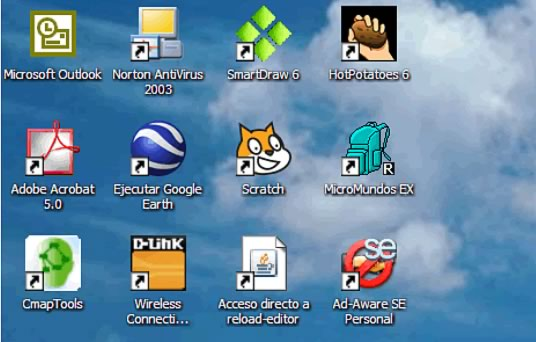 Microsoft Outlook
Norton AntiVirus
2003
SmartDraw 6
HotPotatoes 6
Adobe Acrobat
5.0
Ejecutar Google
Earth
Scratch
R
MicroMundos EX
CmapTools
D-Link
Wireless
Connecti...
Acceso directo a
reload-editor
SE
Ad-Aware SE
Personal